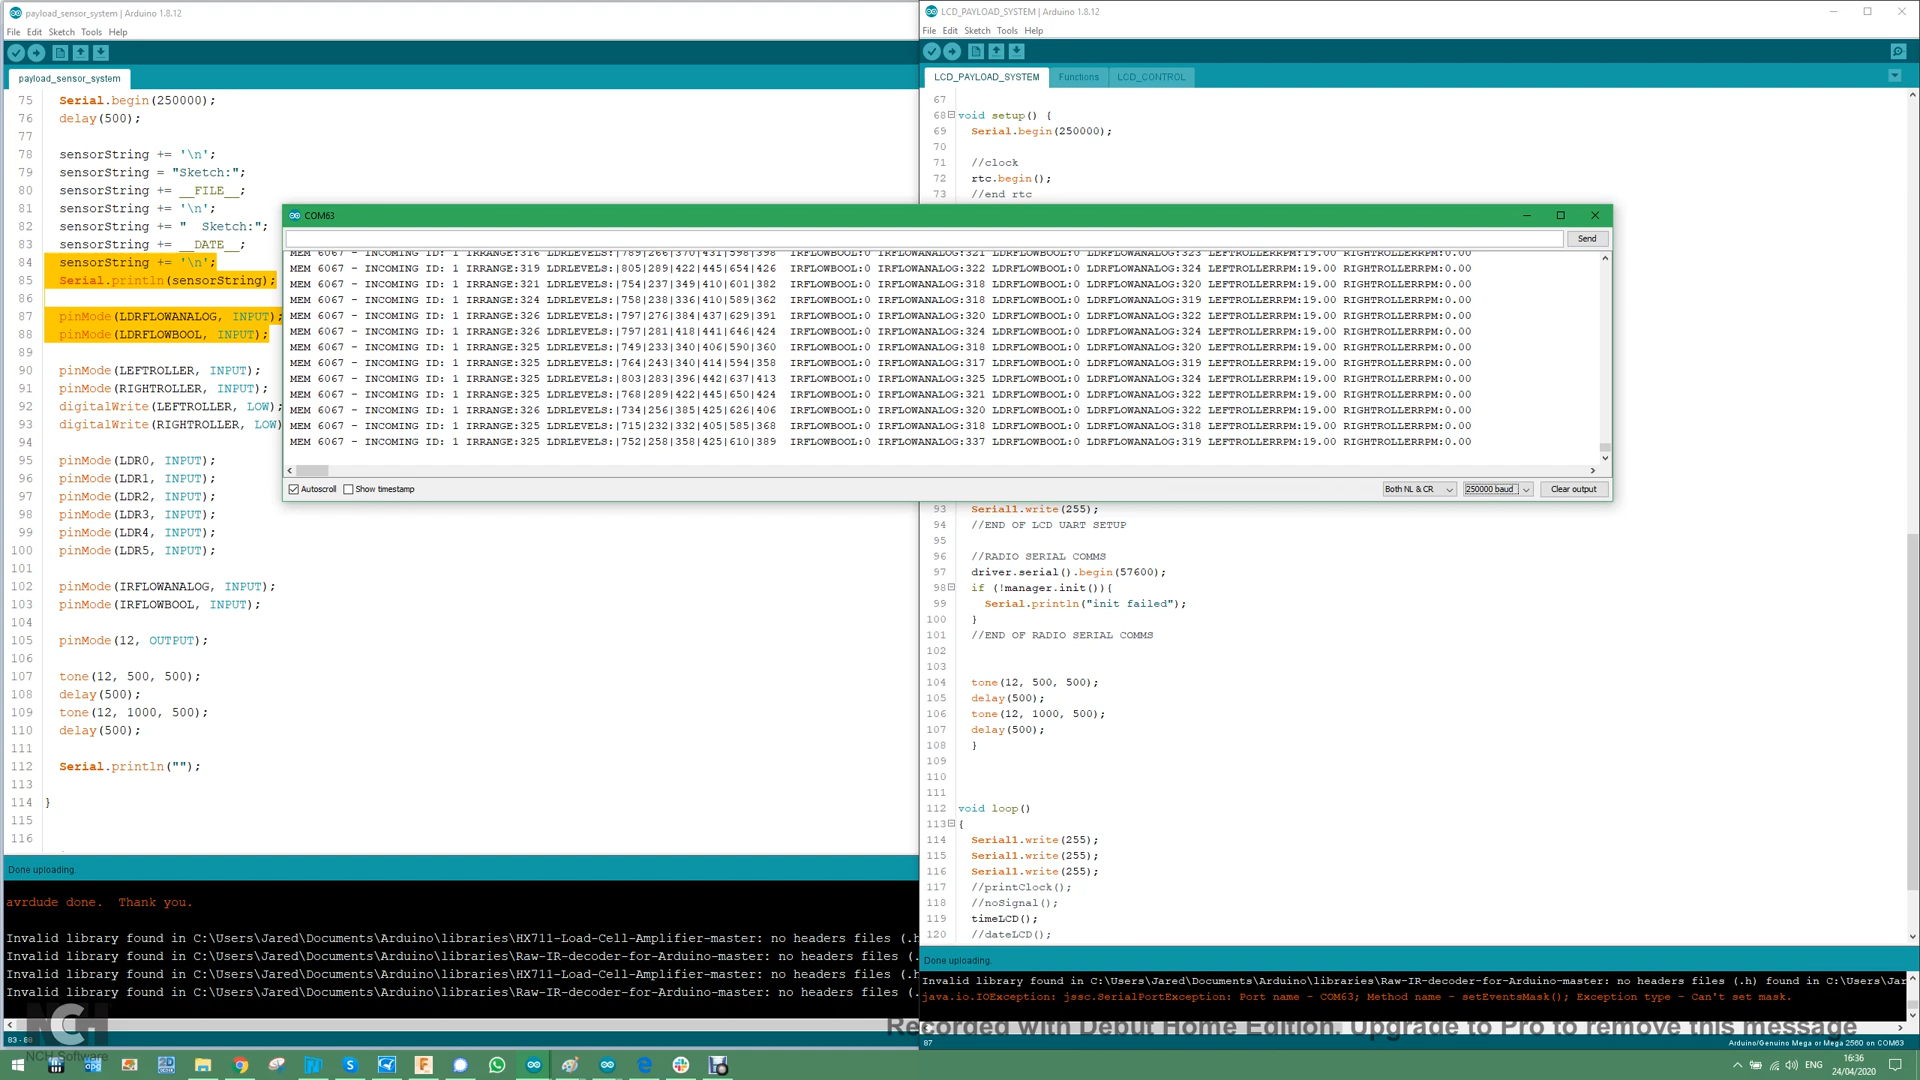 payload_sensor_system | Arduino 1.8.12
File Edit Sketch Tools Help
payload_sensor_system
75 Serial.begin(250000);
76 delay(500);
77
78 sensorString += '\n';
79 sensorString = "Sketch:";
80 sensorString += __FILE__;
81 sensorString += '\n';
82 sensorString += "  Sketch:";
83 sensorString += __DATE__;
84 sensorString += '\n';
85 Serial.println(sensorString);
86
87 pinMode(LDRFLOWANALOG, INPUT);
88 pinMode(LDRFLOWBOOL, INPUT);
89
90 pinMode(LEFTROLLER, INPUT);
91 pinMode(RIGHTROLLER, INPUT);
92 digitalWrite(LEFTROLLER, LOW);
93 digitalWrite(RIGHTROLLER, LOW)
94
95 pinMode(LDR0, INPUT);
96 pinMode(LDR1, INPUT);
97 pinMode(LDR2, INPUT);
98 pinMode(LDR3, INPUT);
99 pinMode(LDR4, INPUT);
100 pinMode(LDR5, INPUT);
101
102 pinMode(IRFLOWANALOG, INPUT);
103 pinMode(IRFLOWBOOL, INPUT);
104
105 pinMode(12, OUTPUT);
106
107 tone(12, 500, 500);
108 delay(500);
109 tone(12, 1000, 500);
110 delay(500);
111
112 Serial.println("");
113
114 }
115
116
Done uploading.
avrdude done.  Thank you.
Invalid library found in C:\Users\Jared\Documents\Arduino\libraries\HX711-Load-Cell-Amplifier-master: no headers files (.h
Invalid library found in C:\Users\Jared\Documents\Arduino\libraries\Raw-IR-decoder-for-Arduino-master: no headers files (.
Invalid library found in C:\Users\Jared\Documents\Arduino\libraries\HX711-Load-Cell-Amplifier-master: no headers files (.h
Invalid library found in C:\Users\Jared\Documents\Arduino\libraries\Raw-IR-decoder-for-Arduino-master: no headers files (.
83 - 88
LCD_PAYLOAD_SYSTEM | Arduino 1.8.12
File Edit Sketch Tools Help
LCD_PAYLOAD_SYSTEM Functions LCD_CONTROL
67
68 void setup() {
69 Serial.begin(250000);
70
71 //clock
72 rtc.begin();
73 //end rtc
COM63
Send
MEM 6067 - INCOMING ID: 1 IRRANGE:316 LDRLEVELS:|789|266|370|431|598|398  IRFLOWBOOL:0 IRFLOWANALOG:321 LDRFLOWBOOL:0 LDRFLOWANALOG:323 LEFTROLLERRPM:19.00 RIGHTROLLERRPM:0.00
MEM 6067 - INCOMING ID: 1 IRRANGE:319 LDRLEVELS:|805|289|422|445|654|426  IRFLOWBOOL:0 IRFLOWANALOG:322 LDRFLOWBOOL:0 LDRFLOWANALOG:324 LEFTROLLERRPM:19.00 RIGHTROLLERRPM:0.00
MEM 6067 - INCOMING ID: 1 IRRANGE:321 LDRLEVELS:|754|237|349|410|601|382  IRFLOWBOOL:0 IRFLOWANALOG:318 LDRFLOWBOOL:0 LDRFLOWANALOG:320 LEFTROLLERRPM:19.00 RIGHTROLLERRPM:0.00
MEM 6067 - INCOMING ID: 1 IRRANGE:324 LDRLEVELS:|758|238|336|410|589|362  IRFLOWBOOL:0 IRFLOWANALOG:318 LDRFLOWBOOL:0 LDRFLOWANALOG:319 LEFTROLLERRPM:19.00 RIGHTROLLERRPM:0.00
MEM 6067 - INCOMING ID: 1 IRRANGE:326 LDRLEVELS:|797|276|384|437|629|391  IRFLOWBOOL:0 IRFLOWANALOG:320 LDRFLOWBOOL:0 LDRFLOWANALOG:322 LEFTROLLERRPM:19.00 RIGHTROLLERRPM:0.00
MEM 6067 - INCOMING ID: 1 IRRANGE:326 LDRLEVELS:|797|281|418|441|646|424  IRFLOWBOOL:0 IRFLOWANALOG:324 LDRFLOWBOOL:0 LDRFLOWANALOG:324 LEFTROLLERRPM:19.00 RIGHTROLLERRPM:0.00
MEM 6067 - INCOMING ID: 1 IRRANGE:325 LDRLEVELS:|749|233|340|406|590|360  IRFLOWBOOL:0 IRFLOWANALOG:318 LDRFLOWBOOL:0 LDRFLOWANALOG:320 LEFTROLLERRPM:19.00 RIGHTROLLERRPM:0.00
MEM 6067 - INCOMING ID: 1 IRRANGE:325 LDRLEVELS:|764|243|340|414|594|358  IRFLOWBOOL:0 IRFLOWANALOG:317 LDRFLOWBOOL:0 LDRFLOWANALOG:319 LEFTROLLERRPM:19.00 RIGHTROLLERRPM:0.00
MEM 6067 - INCOMING ID: 1 IRRANGE:325 LDRLEVELS:|803|283|396|442|637|413  IRFLOWBOOL:0 IRFLOWANALOG:325 LDRFLOWBOOL:0 LDRFLOWANALOG:324 LEFTROLLERRPM:19.00 RIGHTROLLERRPM:0.00
MEM 6067 - INCOMING ID: 1 IRRANGE:325 LDRLEVELS:|768|289|422|445|650|424  IRFLOWBOOL:0 IRFLOWANALOG:321 LDRFLOWBOOL:0 LDRFLOWANALOG:322 LEFTROLLERRPM:19.00 RIGHTROLLERRPM:0.00
MEM 6067 - INCOMING ID: 1 IRRANGE:326 LDRLEVELS:|734|256|385|425|626|406  IRFLOWBOOL:0 IRFLOWANALOG:320 LDRFLOWBOOL:0 LDRFLOWANALOG:322 LEFTROLLERRPM:19.00 RIGHTROLLERRPM:0.00
MEM 6067 - INCOMING ID: 1 IRRANGE:325 LDRLEVELS:|715|232|332|405|585|368  IRFLOWBOOL:0 IRFLOWANALOG:318 LDRFLOWBOOL:0 LDRFLOWANALOG:318 LEFTROLLERRPM:19.00 RIGHTROLLERRPM:0.00
MEM 6067 - INCOMING ID: 1 IRRANGE:325 LDRLEVELS:|752|258|358|425|610|389  IRFLOWBOOL:0 IRFLOWANALOG:337 LDRFLOWBOOL:0 LDRFLOWANALOG:319 LEFTROLLERRPM:19.00 RIGHTROLLERRPM:0.00
Autoscroll Show timestamp Both NL & CR 250000 baud Clear output
93 Serial1.write(255);
94 //END OF LCD UART SETUP
95
96 //RADIO SERIAL COMMS
97 driver.serial().begin(57600);
98 if (!manager.init()){
99 Serial.println("init failed");
100 }
101 //END OF RADIO SERIAL COMMS
102
103
104 tone(12, 500, 500);
105 delay(500);
106 tone(12, 1000, 500);
107 delay(500);
108 }
109
110
111
112 void loop()
113 {
114 Serial1.write(255);
115 Serial1.write(255);
116 Serial1.write(255);
117 //printClock();
118 //noSignal();
119 timeLCD();
120 //dateLCD();
Done uploading.
Invalid library found in C:\Users\Jared\Documents\Arduino\libraries\Raw-IR-decoder-for-Arduino-master: no headers files (.h) found in C:\Users\Jar
java.io.IOException: jssc.SerialPortException: Port name - COM63; Method name - setEventsMask(); Exception type - Can't set mask.
Recorded with Debut Home Edition. Upgrade to Pro to remove this message
87 Arduino/Genuino Mega or Mega 2560 on COM63
NCH
NCH Software
ENG
16:36
24/04/2020